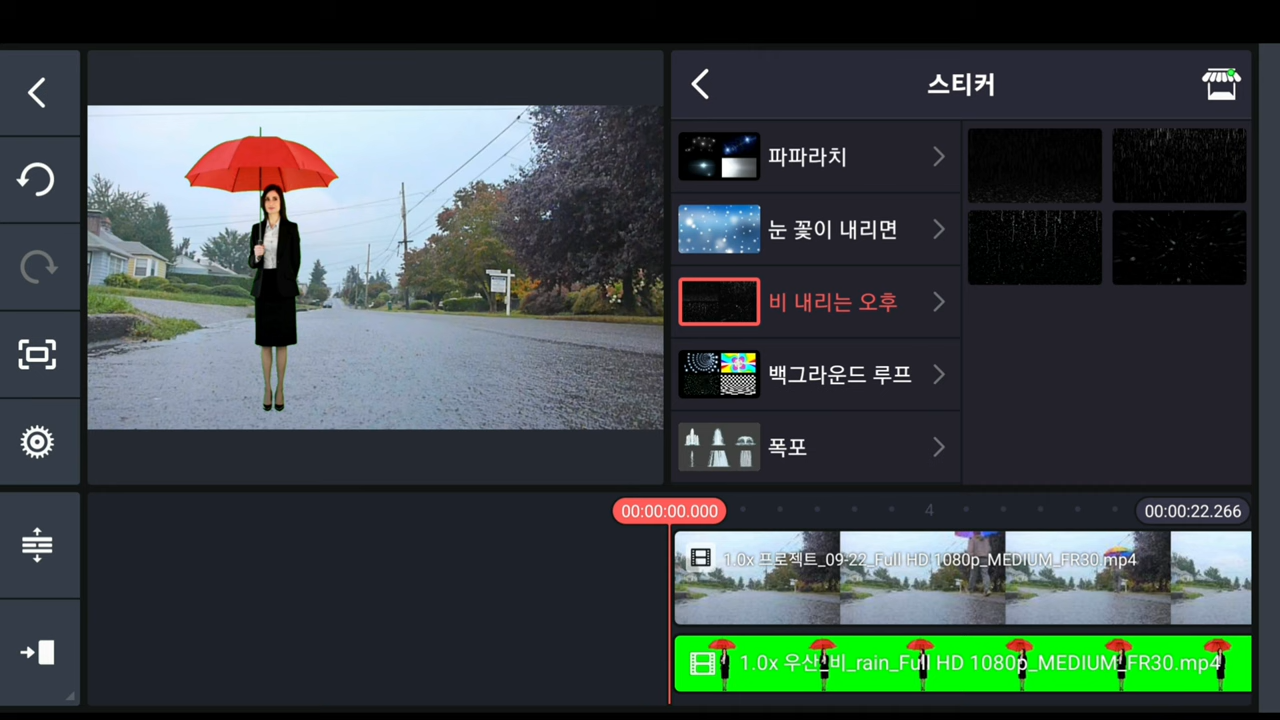 스티커
파파라치
눈 꽃이 내리면
비 내리는 오후
백그라운드 루프
폭포
00:00:00.000
4
00:00:22.266
1.0x 프로젝트_09-22_Full HD 1080p_MEDIUM_FR30.mp4
1.0x 우산_비_rain_Full HD 1080p_MEDIUM_FR30.mp4